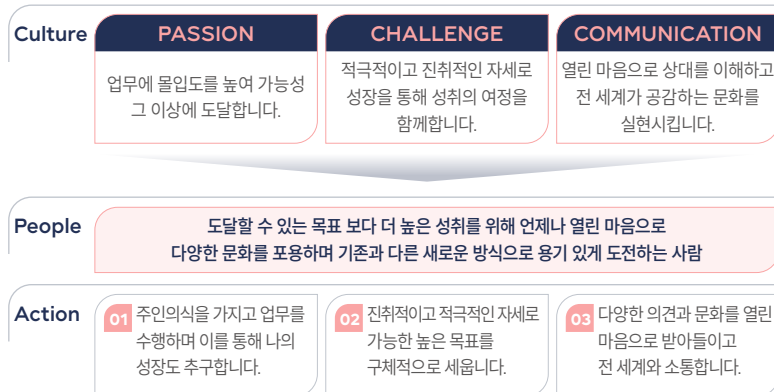 Culture
PASSION
업무에 몰입도를 높여 가능성
그 이상에 도달합니다.
CHALLENGE
적극적이고 진취적인 자세로
성장을 통해 성취의 여정을
함께합니다.
COMMUNICATION
열린 마음으로 상대를 이해하고
전 세계가 공감하는 문화를
실현시킵니다.
People
도달할 수 있는 목표 보다 더 높은 성취를 위해 언제나 열린 마음으로
다양한 문화를 포용하며 기존과 다른 새로운 방식으로 용기 있게 도전하는 사람
Action
01 주인의식을 가지고 업무를
수행하며 이를 통해 나의
성장도 추구합니다.
02 진취적이고 적극적인 자세로
가능한 높은 목표를
구체적으로 세웁니다.
03 다양한 의견과 문화를 열린
마음으로 받아들이고
전 세계와 소통합니다.